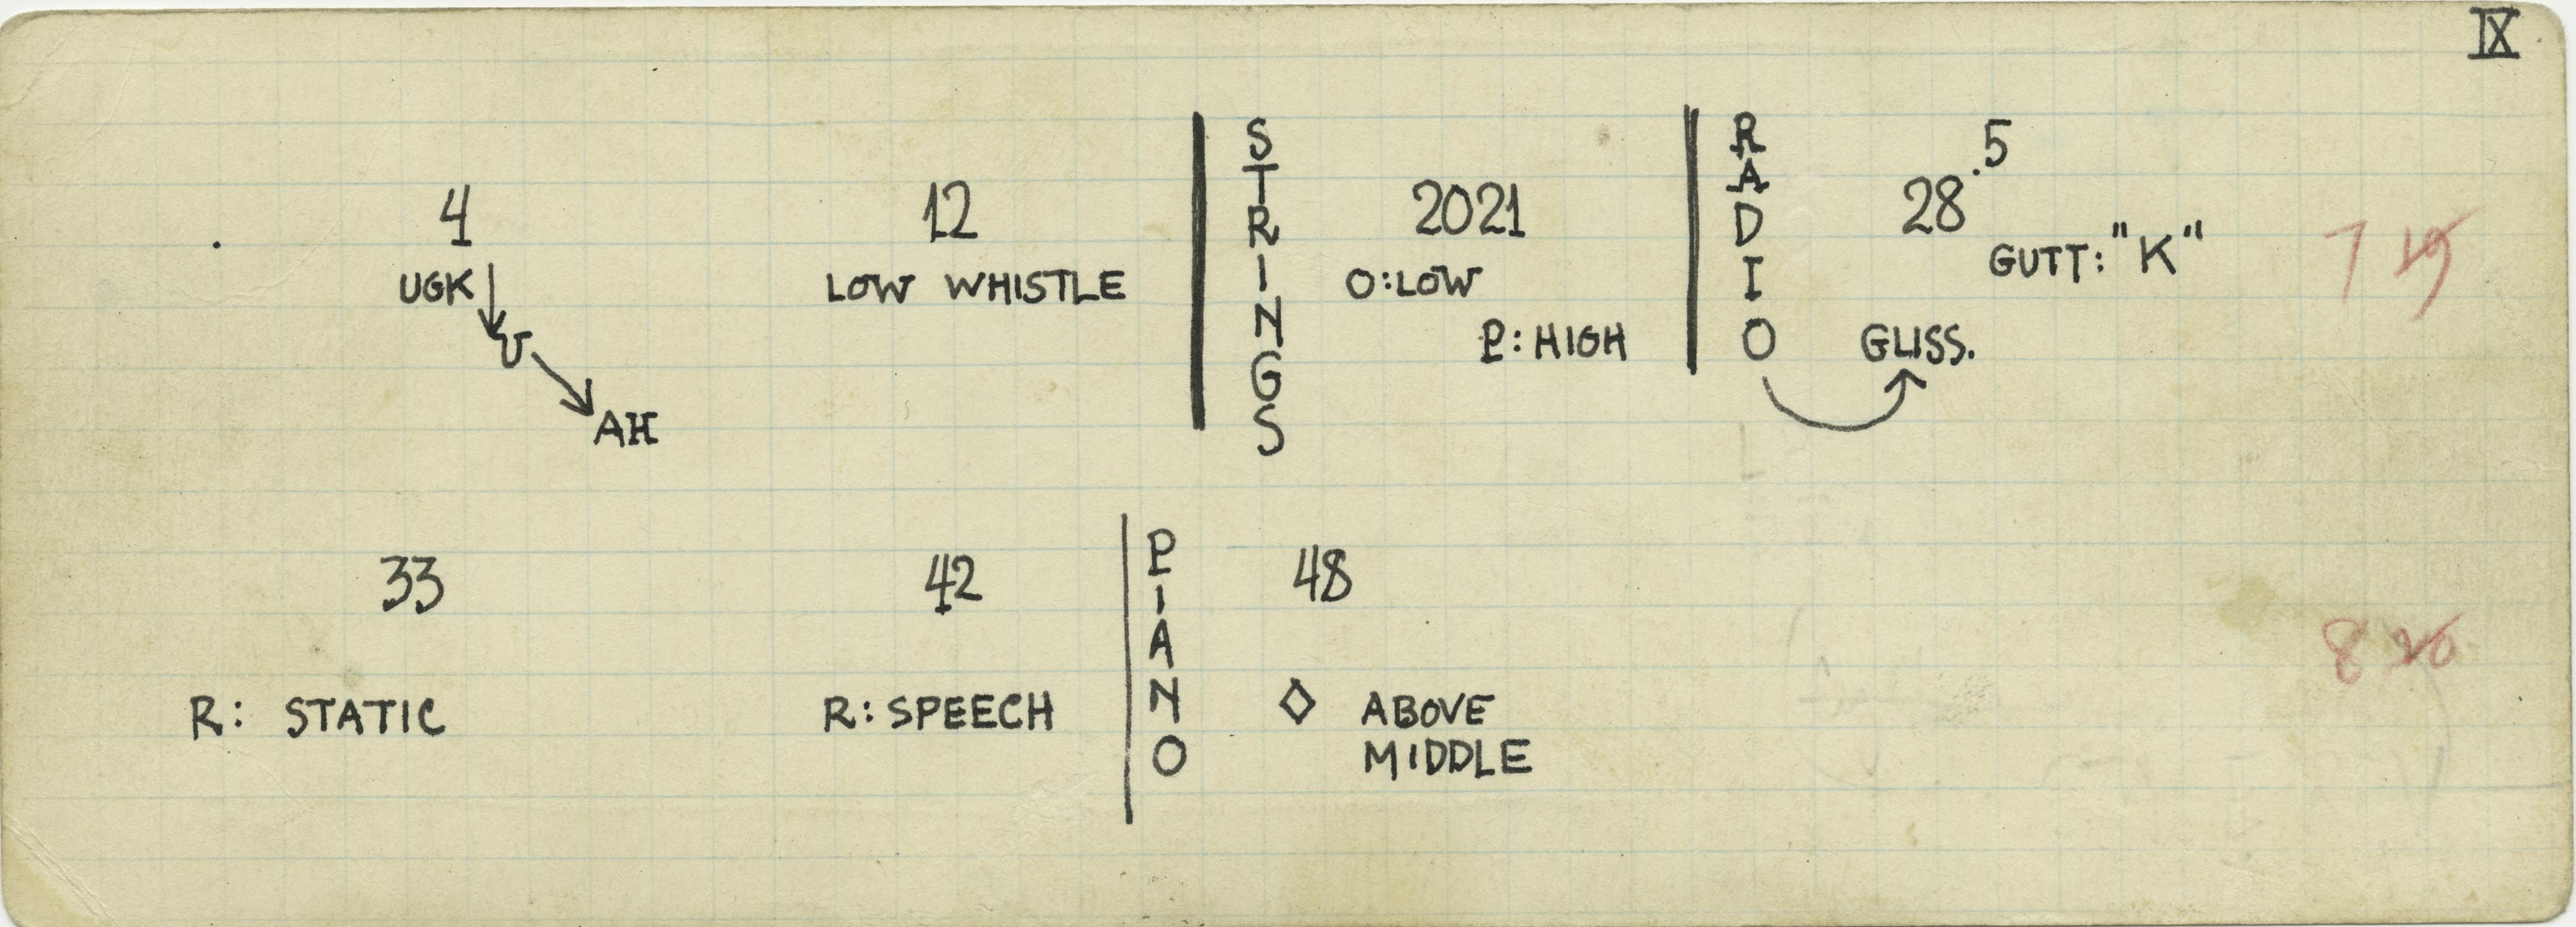 IX
4
UGK
U
AH
12
LOW WHISTLE
STRINGS
2021
O:LOW
P:HIGH
RADIO
28.5
GUTT: "K"
GLISS.
7 19
33
R: STATIC
42
R: SPEECH
PIANO
48
◇ ABOVE
MIDDLE
8 20